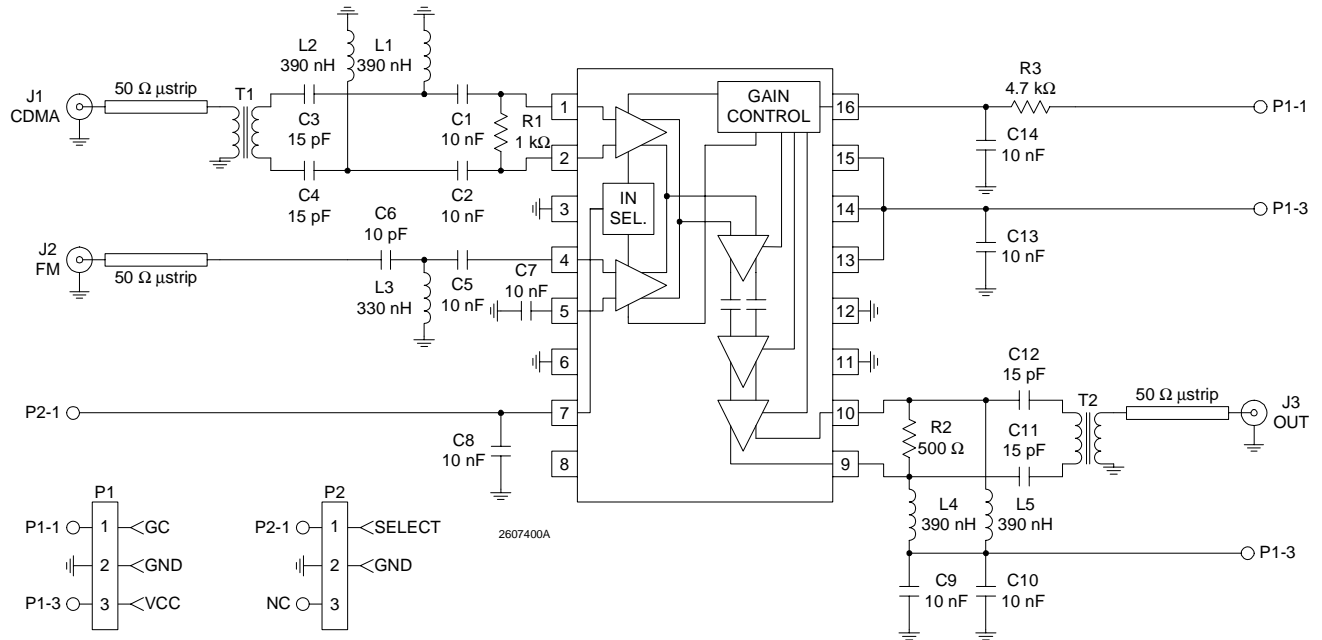 J1
CDMA
50 Ω µstrip
T1
L2
390 nH
L1
390 nH
C3
15 pF
C4
15 pF
C1
10 nF
C2
10 nF
R1
1 kΩ
J2
FM
50 Ω µstrip
C6
10 pF
L3
330 nH
C5
10 nF
C7
10 nF
P2-1
C8
10 nF
1
2
3
4
5
6
7
8
IN
SEL.
GAIN
CONTROL
16
15
14
13
12
11
10
9
R3
4.7 kΩ
P1-1
C14
10 nF
P1-3
C13
10 nF
C12
15 pF
T2
50 Ω µstrip
J3
OUT
R2
500 Ω
C11
15 pF
L4
390 nH
L5
390 nH
P1-3
C9
10 nF
C10
10 nF
P1
P1-1
1
GC
2
GND
P1-3
3
VCC
P2
P2-1
1
SELECT
2
GND
NC
3
2607400A